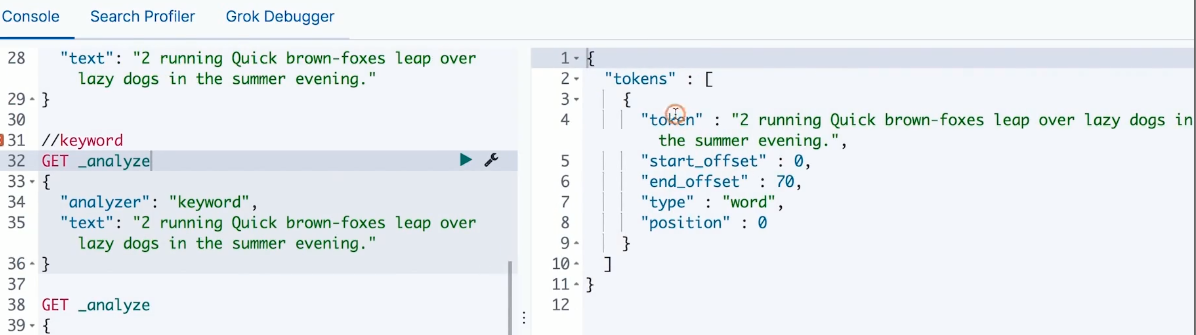 Console Search Profiler Grok Debugger
28 "text": "2 running Quick brown-foxes leap over
lazy dogs in the summer evening."
29 }
30
31 //keyword
32 GET _analyze
33 {
34 "analyzer": "keyword",
35 "text": "2 running Quick brown-foxes leap over
lazy dogs in the summer evening."
36 }
37
38 GET _analyze
39 {
1 {
2 "tokens" : [
3 {
4 "token" : "2 running Quick brown-foxes leap over lazy dogs in
the summer evening.",
5 "start_offset" : 0,
6 "end_offset" : 70,
7 "type" : "word",
8 "position" : 0
9 }
10 ]
11 }
12